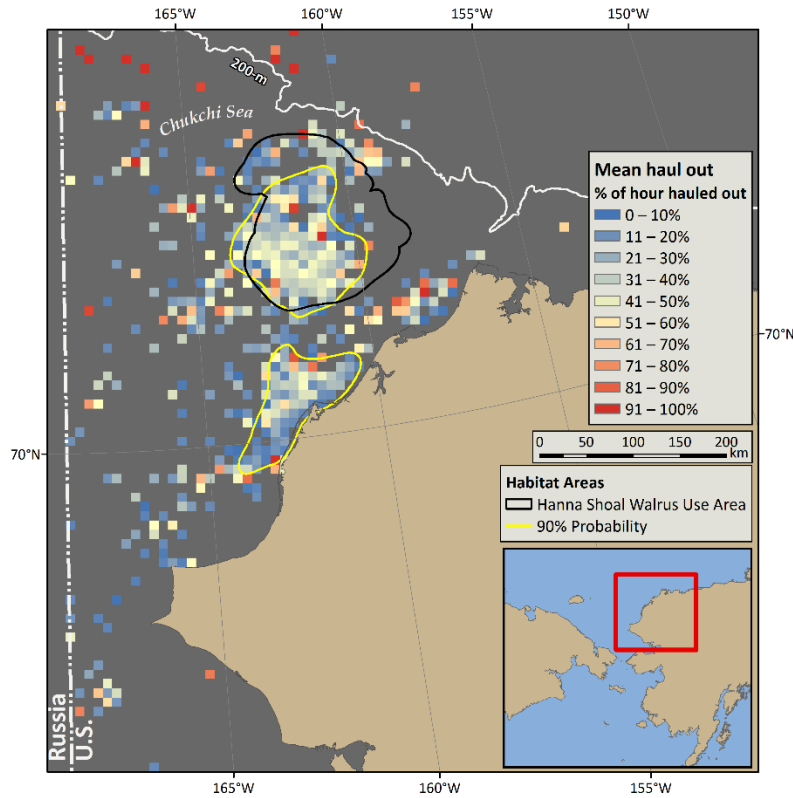 165°W
160°W
155°W
150°W
200-m
Chukchi Sea
Mean haul out
% of hour hauled out
0 – 10%
11 – 20%
21 – 30%
31 – 40%
41 – 50%
51 – 60%
61 – 70%
71 – 80%
81 – 90%
91 – 100%
70°N
0 50 100 150 200
km
70°N
Habitat Areas
Hanna Shoal Walrus Use Area
90% Probability
Russia
U.S.
165°W
160°W
155°W